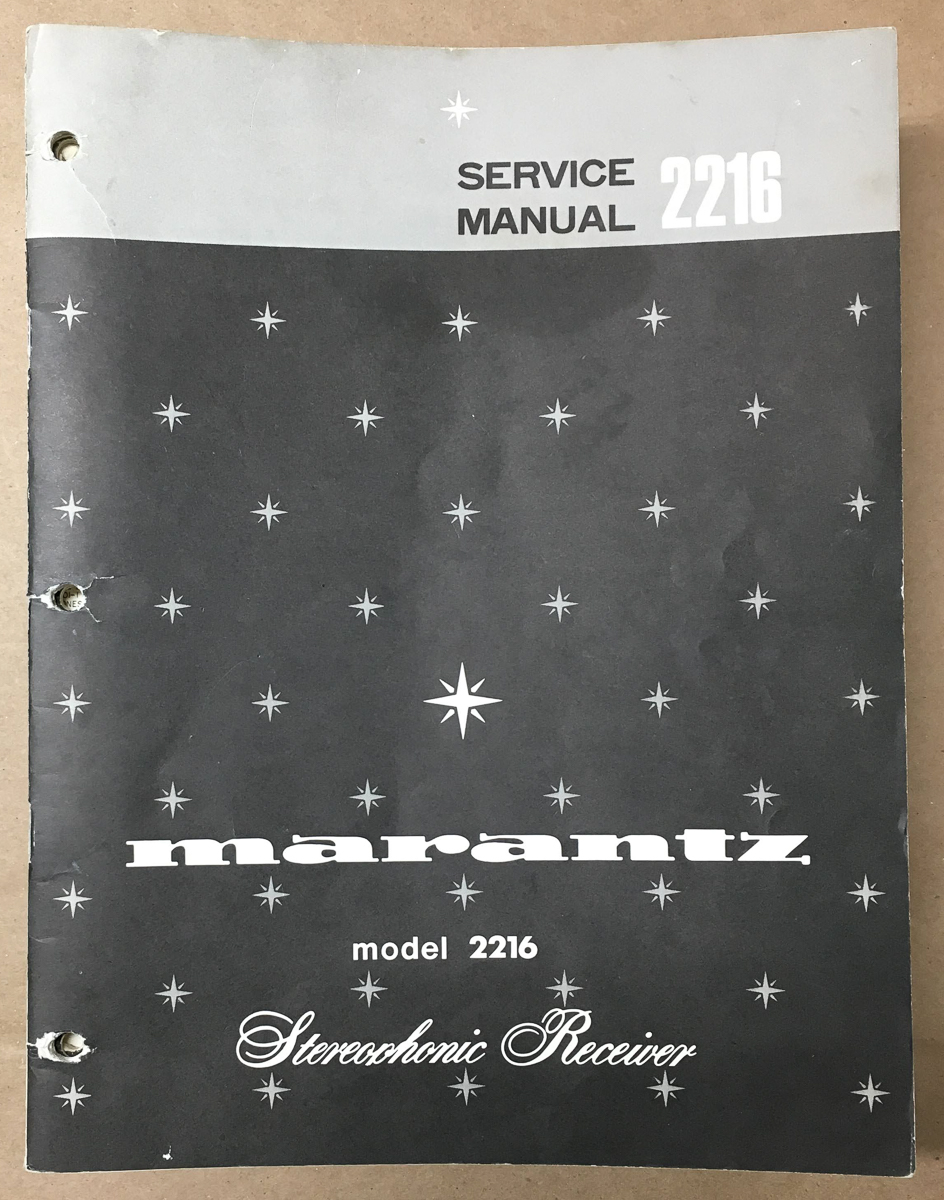 SERVICE
MANUAL 2216
marantz
model 2216
Stereophonic Receiver